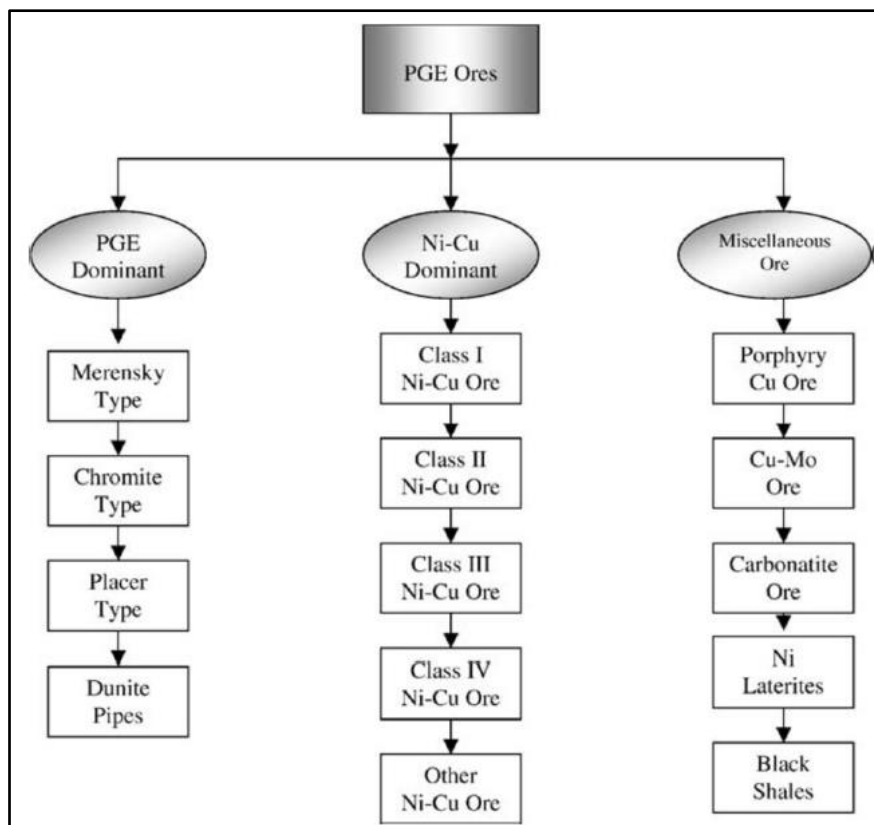 PGE Ores
PGE
Dominant
Ni-Cu
Dominant
Miscellaneous
Ore
Merensky
Type
Chromite
Type
Placer
Type
Dunite
Pipes
Class I
Ni-Cu Ore
Class II
Ni-Cu Ore
Class III
Ni-Cu Ore
Class IV
Ni-Cu Ore
Other
Ni-Cu Ore
Porphyry
Cu Ore
Cu-Mo
Ore
Carbonatite
Ore
Ni
Laterites
Black
Shales